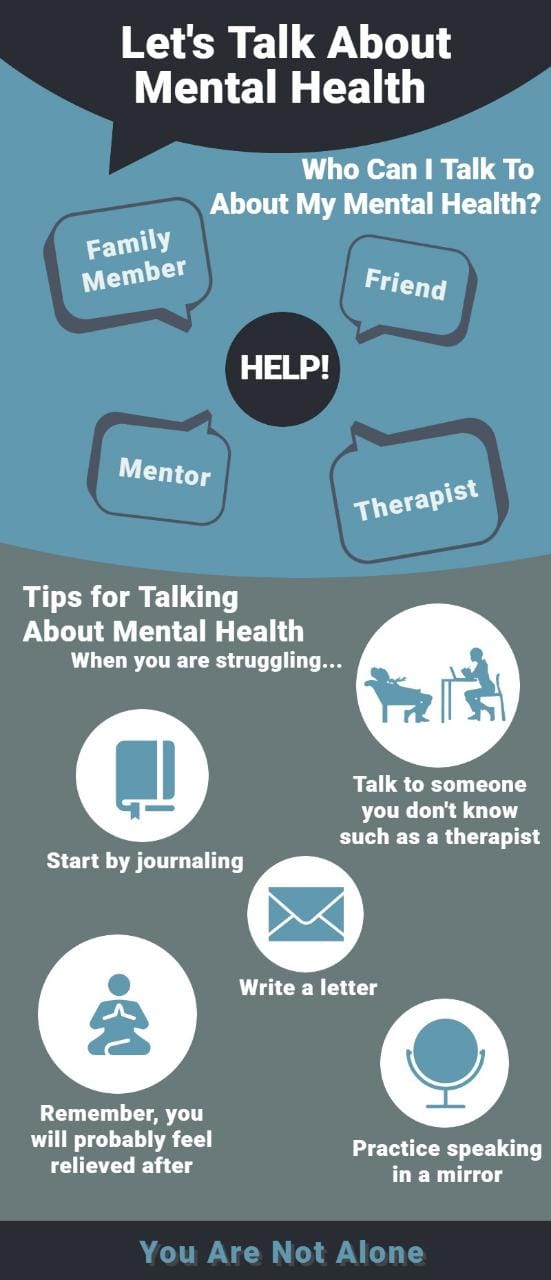 Let's Talk About
Mental Health
Who Can I Talk To
About My Mental Health?
Family
Member
Friend
HELP!
Mentor
Therapist
Tips for Talking
About Mental Health
When you are struggling...
Talk to someone
you don't know
such as a therapist
Start by journaling
Write a letter
Remember, you
will probably feel
relieved after
Practice speaking
in a mirror
You Are Not Alone